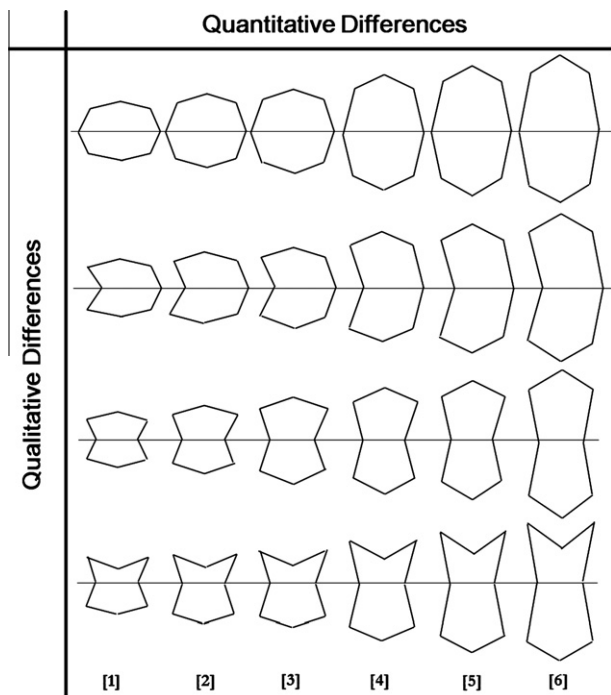 Quantitative Differences
Qualitative Differences
[1] [2] [3] [4] [5] [6]